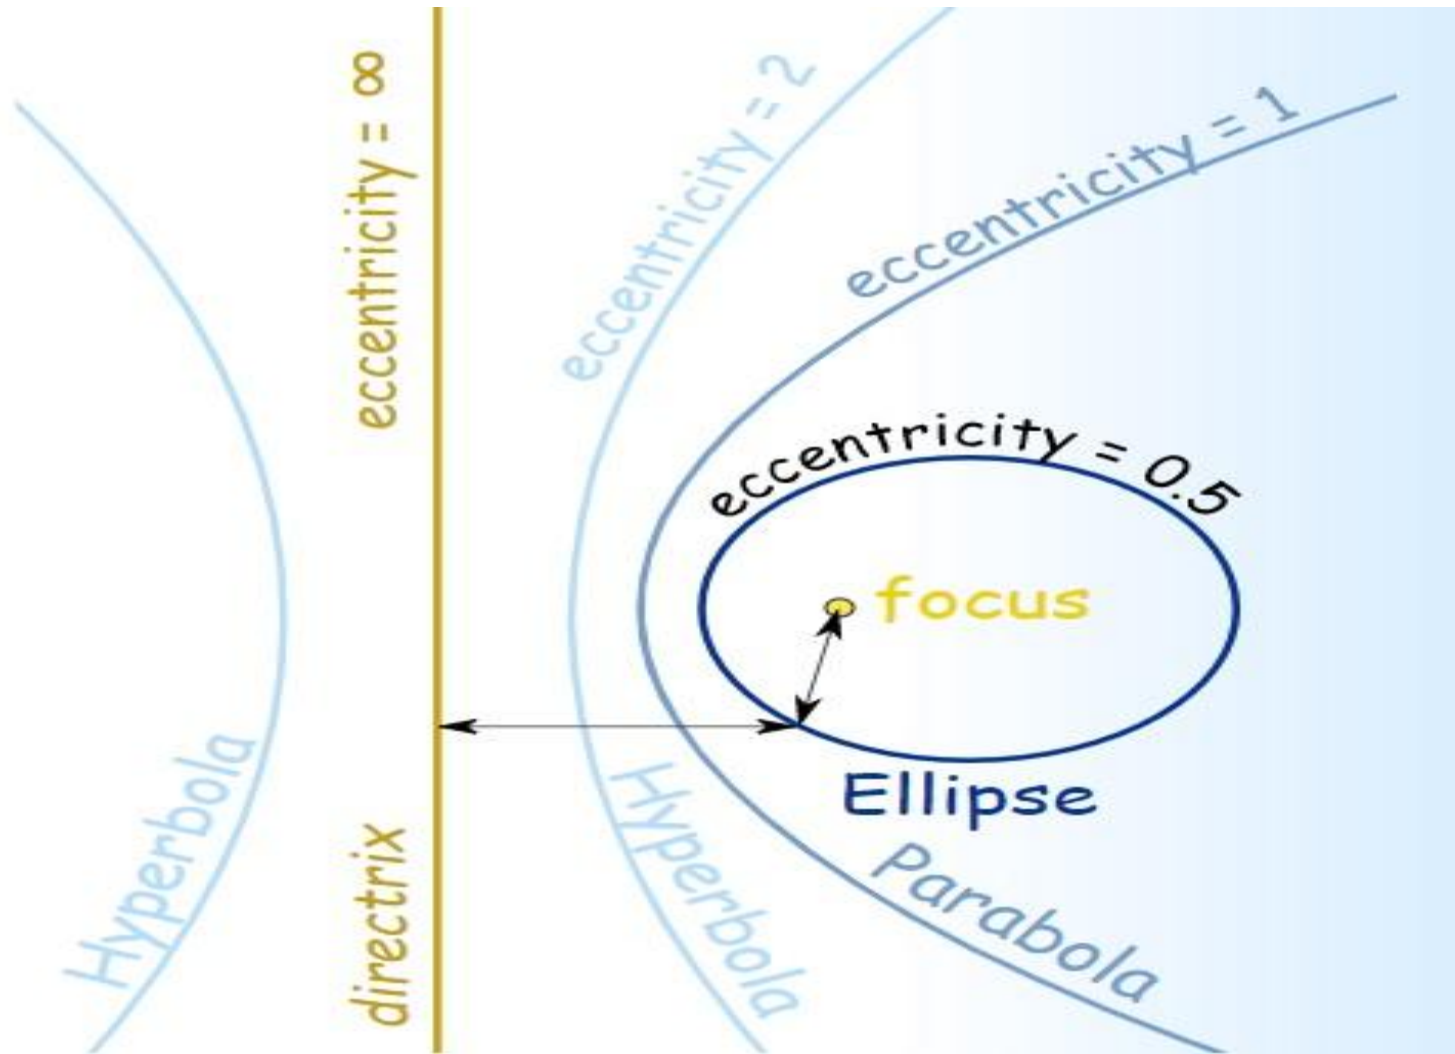 eccentricity = ∞
eccentricity = 2
eccentricity = 1
eccentricity = 0.5
focus
Ellipse
Hyperbola
directrix
Hyperbola
Parabola